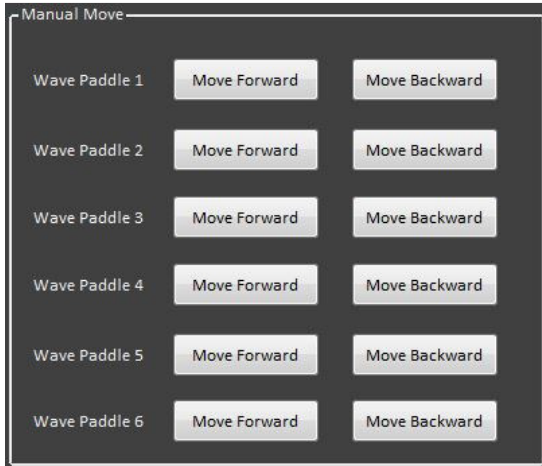 Manual Move
Wave Paddle 1 Move Forward Move Backward
Wave Paddle 2 Move Forward Move Backward
Wave Paddle 3 Move Forward Move Backward
Wave Paddle 4 Move Forward Move Backward
Wave Paddle 5 Move Forward Move Backward
Wave Paddle 6 Move Forward Move Backward